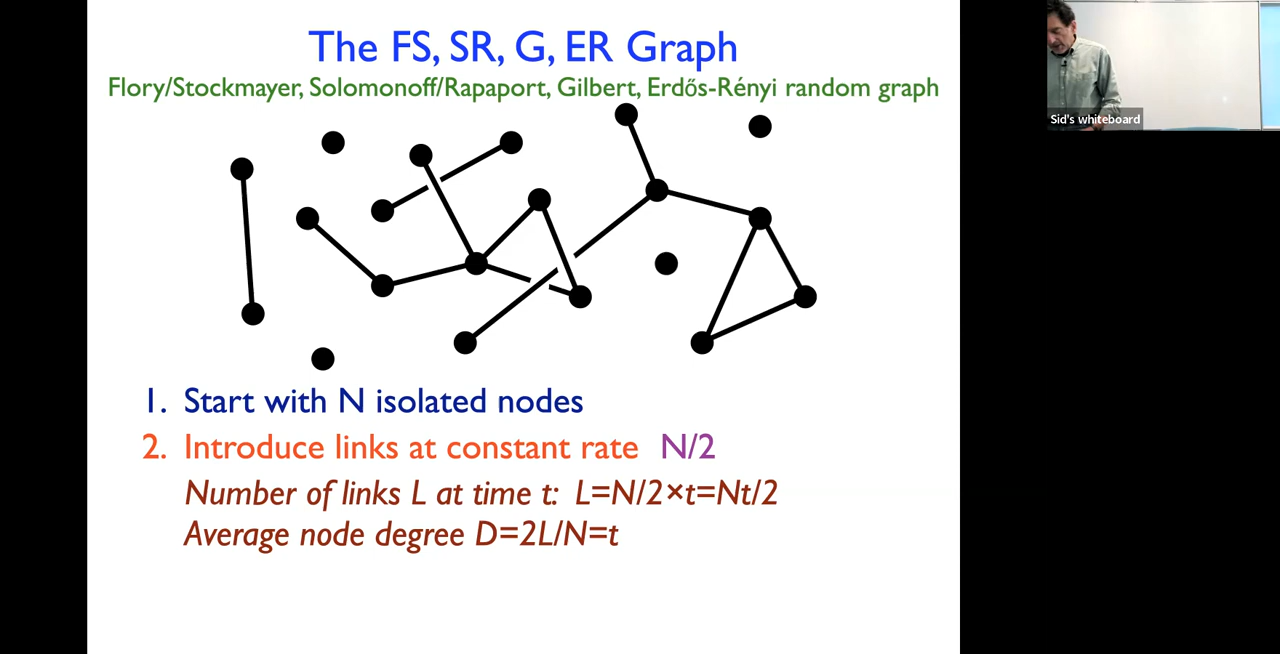 The FS, SR, G, ER Graph
Flory/Stockmayer, Solomonoff/Rapaport, Gilbert, Erdős-Rényi random graph
Sid's whiteboard
1. Start with N isolated nodes
2. Introduce links at constant rate N/2
Number of links L at time t: L=N/2×t=Nt/2
Average node degree D=2L/N=t